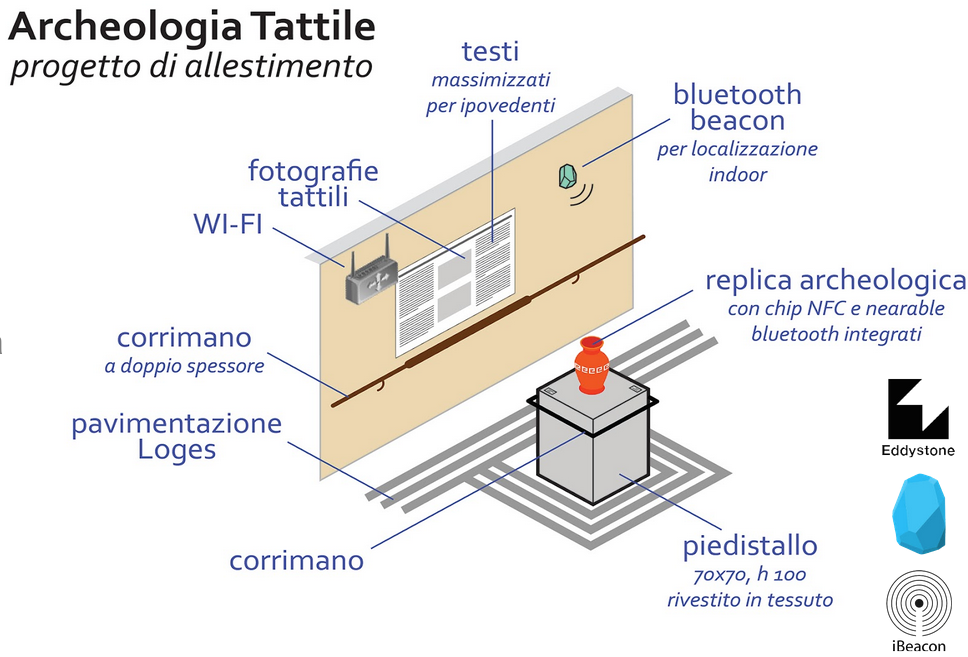 Archeologia Tattile
progetto di allestimento
testi
massimizzati
per ipovedenti
bluetooth
beacon
per localizzazione
indoor
fotografie
tattili
WI-FI
replica archeologica
con chip NFC e nearable
bluetooth integrati
corrimano
a doppio spessore
pavimentazione
Loges
corrimano
piedistallo
70x70, h 100
rivestito in tessuto
Eddystone
iBeacon